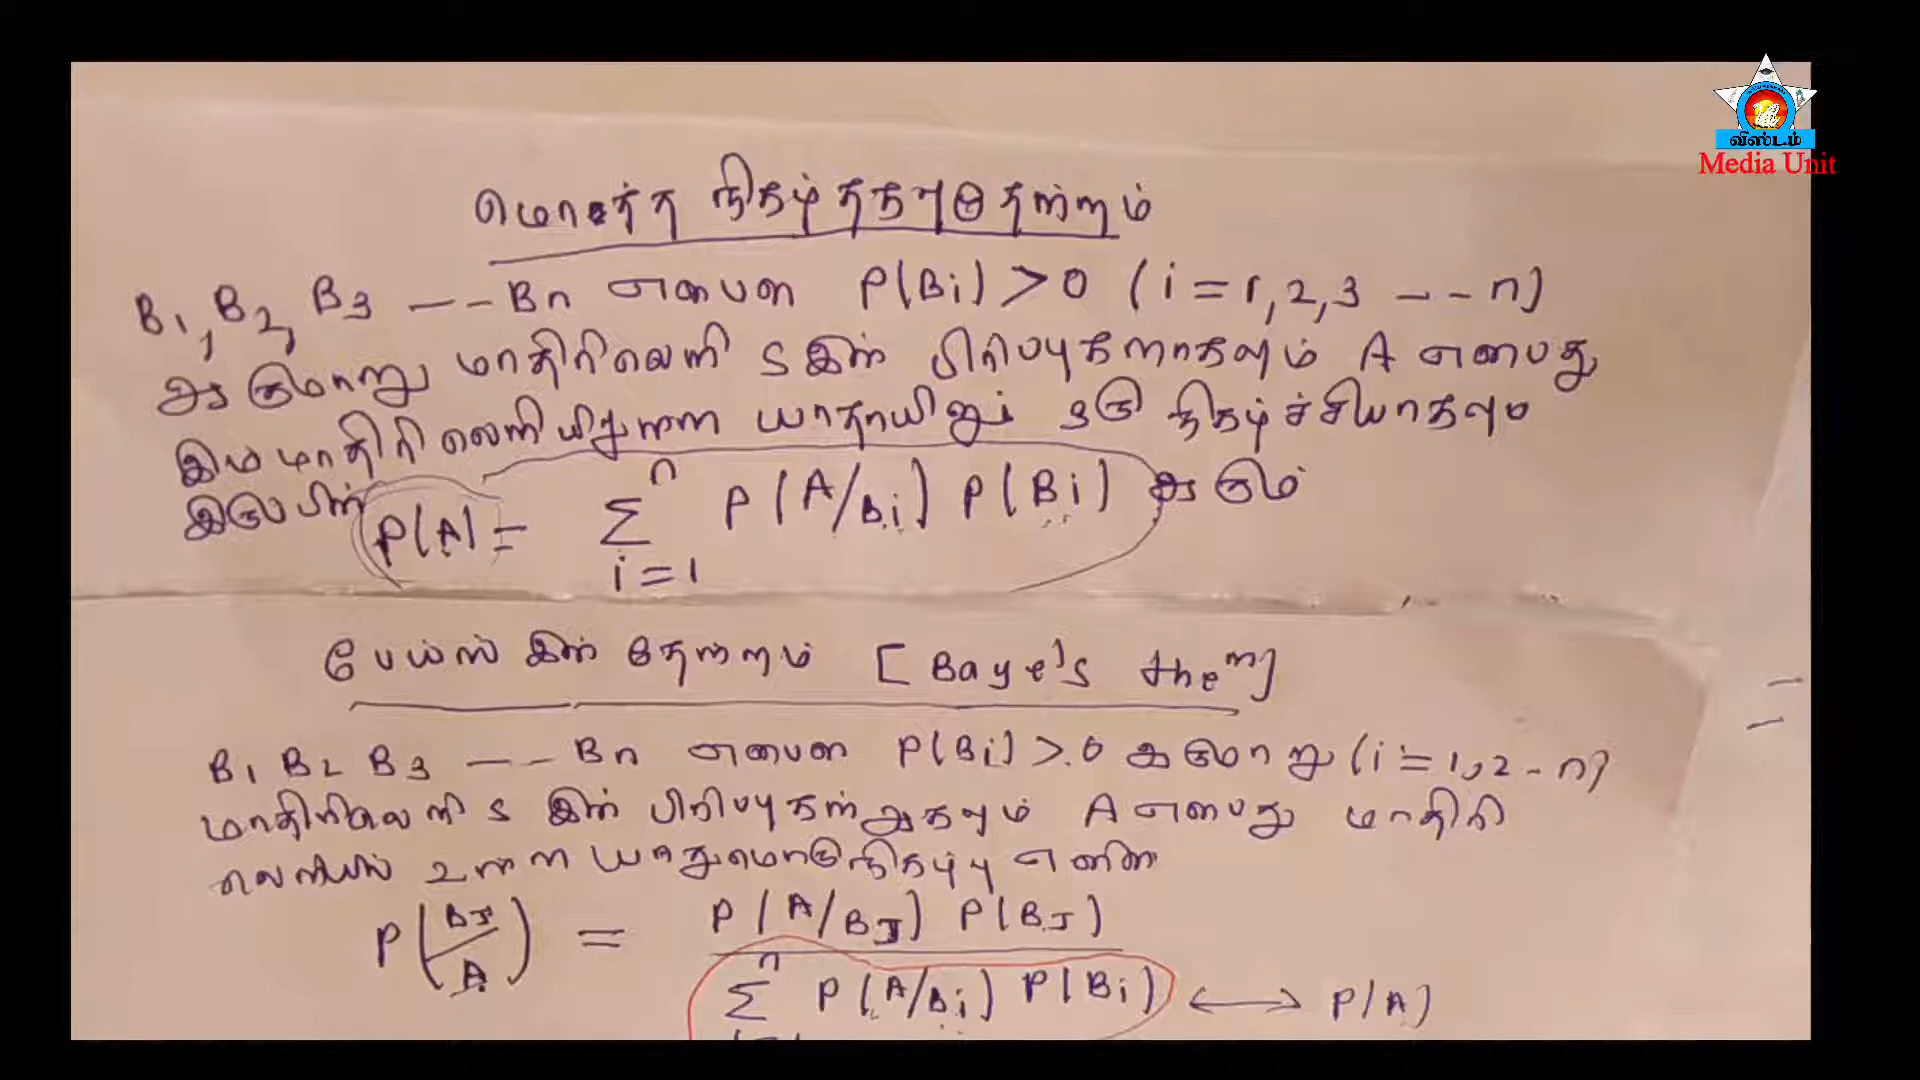 விஸ்டம்
Media Unit
மொத்த நிகழ்தகவு தேற்றம்
B1, B2, B3 --- Bn என்பன P(Bi) > 0 (i = 1, 2, 3 --- n)
ஆகுமாறு மாதிரிவெளி S இன் பிரிப்புகளாகவும் A என்பது
இம்மாதிரி வெளியிலுள்ள யாதாயினும் ஒரு நிகழ்ச்சியாகவும்
இருப்பின் P(A) = n Σ i=1 P(A/Bi) P(Bi) ஆகும்
பேய்ஸ் இன் தேற்றம் [Baye's them]
B1 B2 B3 --- Bn என்பன P(Bi) > 0 ஆகுமாறு (i = 1, 2 - n)
மாதிரிவெளி S இன் பிரிப்புகள் ஆகவும் A என்பது மாதிரி
வெளியில் உள்ள யாதுமொரு நிகழ்பு எனின்
P(BJ/A) = P(A/BJ) P(BJ)
n Σ P(A/Bi) P(Bi) ⟷ P(A)